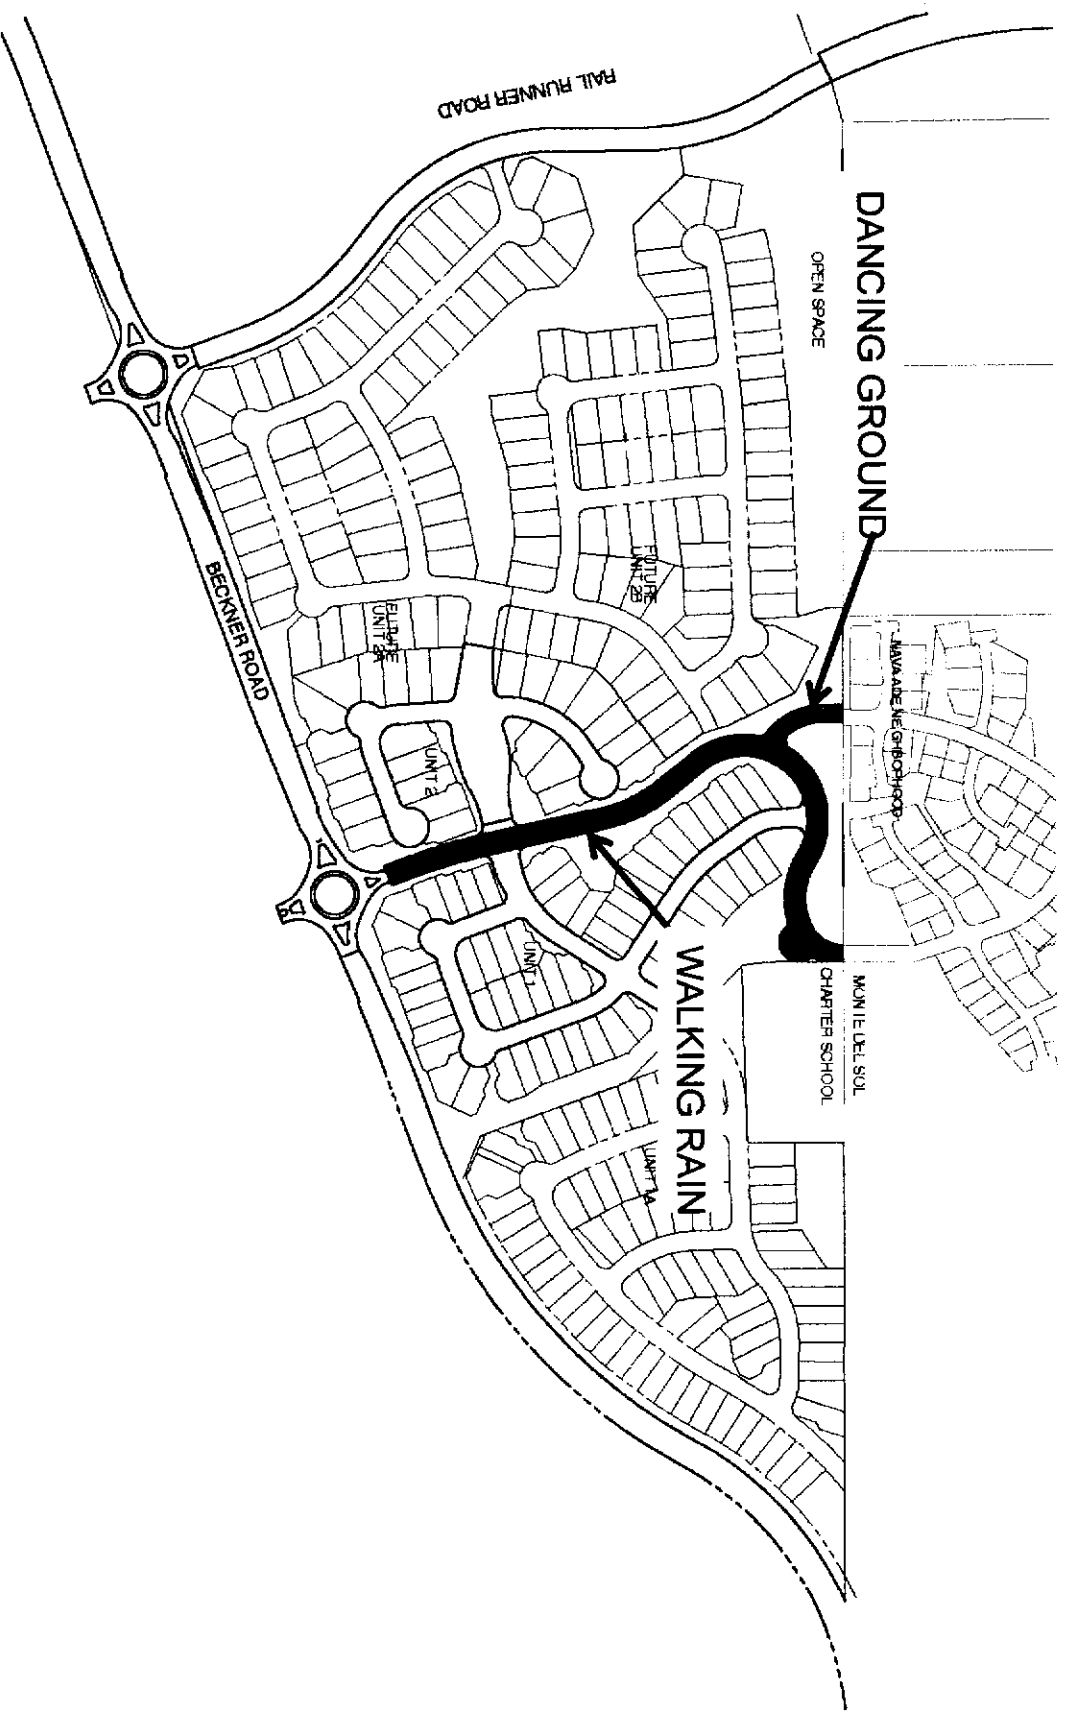 RAIL RUNNER ROAD
DANCING GROUND
OPEN SPACE
FUTURE
UNIT 2B
FUTURE
UNIT 2A
BECKNER ROAD
NAVA ADE NEIGHBORHOOD
UNIT 2
UNIT 1
WALKING RAIN
MONTE DEL SOL
CHARTER SCHOOL
UNIT 1A